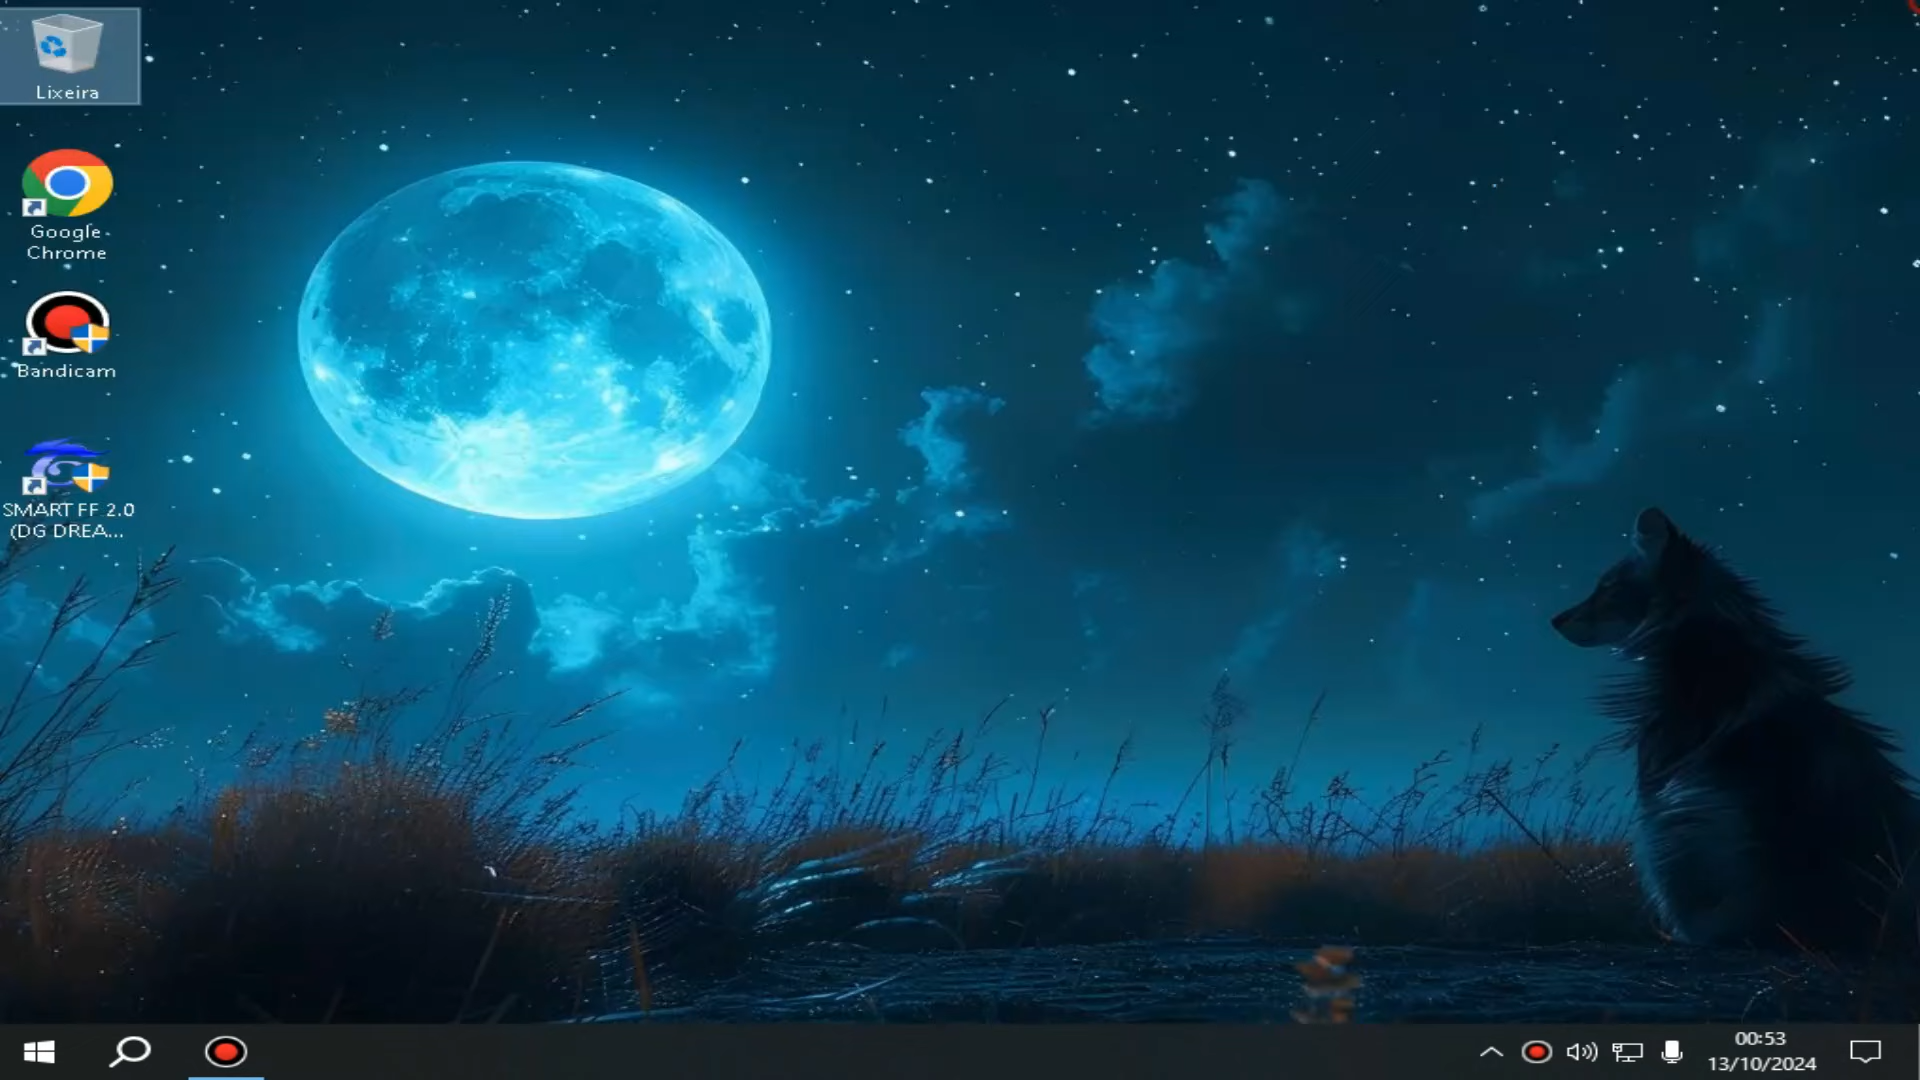 Lixeira
Google
Chrome
Bandicam
SMART FF 2.0
(DG DREA...
00:53
13/10/2024